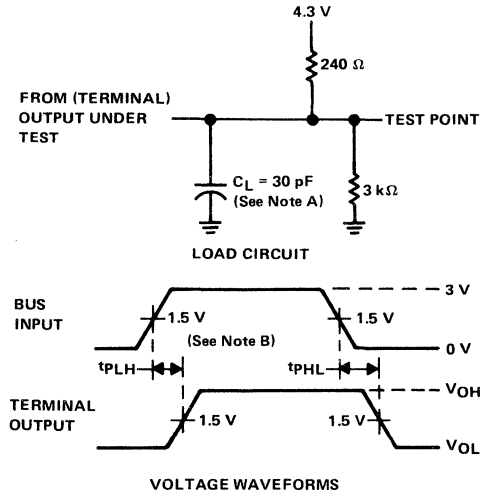 4.3 V
240 Ω
FROM (TERMINAL)
OUTPUT UNDER
TEST
TEST POINT
CL = 30 pF
(See Note A)
3 kΩ
LOAD CIRCUIT
3 V
BUS
INPUT
1.5 V
1.5 V
(See Note B)
0 V
tPLH
tPHL
VOH
TERMINAL
OUTPUT
1.5 V
1.5 V
VOL
VOLTAGE WAVEFORMS